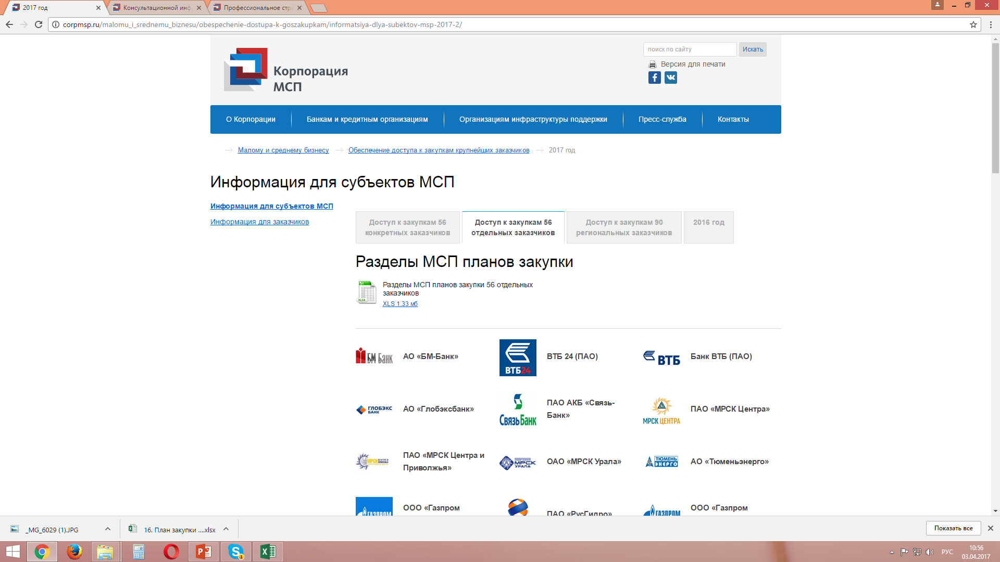 2017 год
Консультационной инф
Профессиональное стр
corpmsp.ru/malomu_i_srednemu_biznesu/obespechenie-dostupa-k-goszakupkam/informatsiya-dlya-subektov-msp-2017-2/
Корпорация
МСП
поиск по сайту
Искать
Версия для печати
О Корпорации
Банкам и кредитным организациям
Организациям инфраструктуры поддержки
Пресс-служба
Контакты
Малому и среднему бизнесу
Обеспечение доступа к закупкам крупнейших заказчиков
2017 год
Информация для субъектов МСП
Информация для субъектов МСП
Информация для заказчиков
Доступ к закупкам 56
конкретных заказчиков
Доступ к закупкам 56
отдельных заказчиков
Доступ к закупкам 90
региональных заказчиков
2016 год
Разделы МСП планов закупки
XLSX
Разделы МСП планов закупки 56 отдельных
заказчиков
XLS 1.33 мб
БМ Банк
АО «БМ-Банк»
ВТБ24
ВТБ 24 (ПАО)
ВТБ
Банк ВТБ (ПАО)
ГЛОБЭКС
БАНК
АО «Глобэксбанк»
СвязьБанк
ПАО АКБ «Связь-
Банк»
МРСК ЦЕНТРА
ПАО «МРСК Центра»
МРСК
ПАО «МРСК Центра и
Приволжья»
МРСК
УРАЛА
ОАО «МРСК Урала»
ТЮМЕНЬ
ЭНЕРГО
АО «Тюменьэнерго»
ГАЗПРОМ
ООО «Газпром
ПАО «РусГидро»
ГАЗПРОМ
ООО «Газпром
_MG_6029 (1).JPG
16. План закупки ....xlsx
Показать все
РУС
10:56
03.04.2017